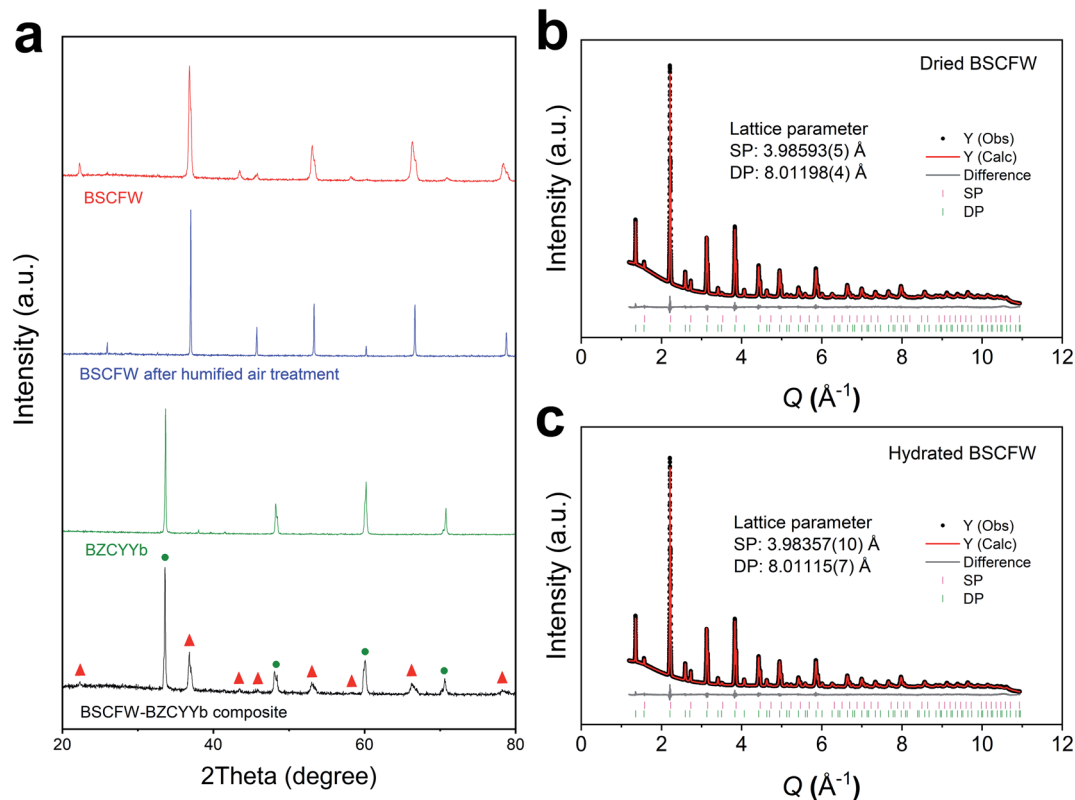 a
Intensity (a.u.)
BSCFW
BSCFW after humified air treatment
BZCYYb
BSCFW-BZCYYb composite
20
40
60
80
2Theta (degree)
b
Intensity (a.u.)
Dried BSCFW
Lattice parameter
SP: 3.98593(5) Å
DP: 8.01198(4) Å
Y (Obs)
Y (Calc)
Difference
SP
DP
0
2
4
6
8
10
12
Q (Å⁻¹)
c
Intensity (a.u.)
Hydrated BSCFW
Lattice parameter
SP: 3.98357(10) Å
DP: 8.01115(7) Å
Y (Obs)
Y (Calc)
Difference
SP
DP
0
2
4
6
8
10
12
Q (Å⁻¹)